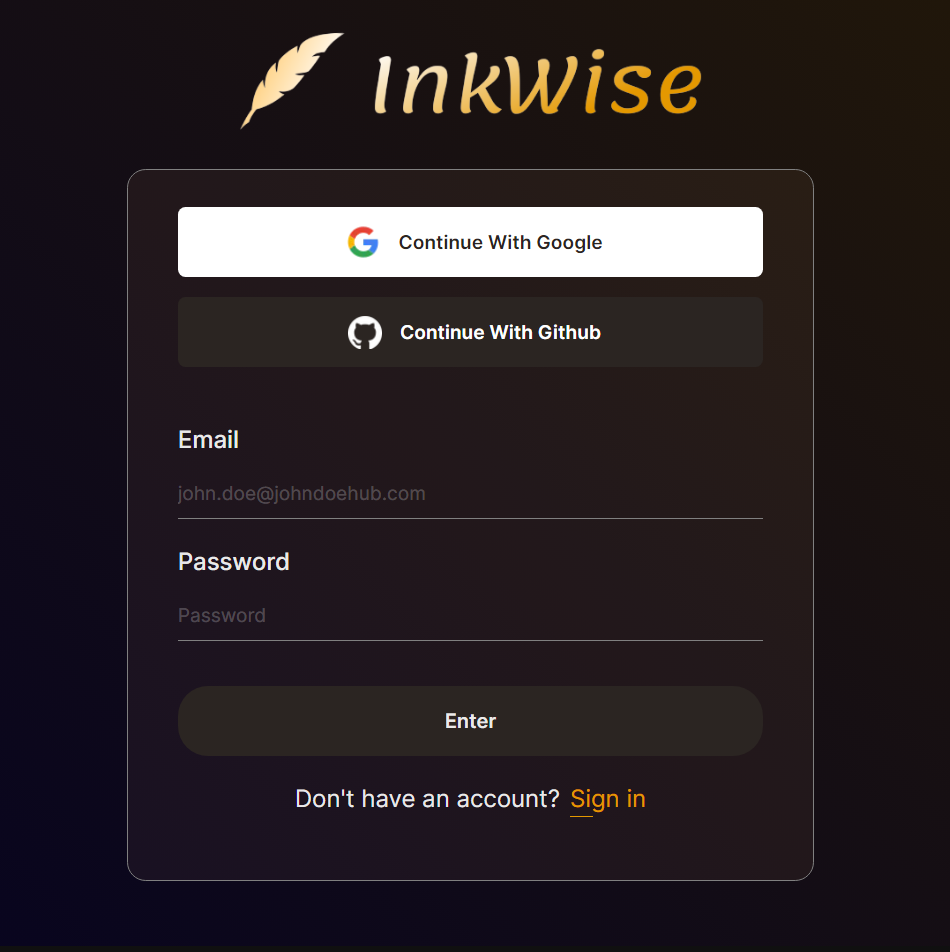 InkWise
Continue With Google
Continue With Github
Email
john.doe@johndoehub.com
Password
Password
Enter
Don't have an account? Sign in